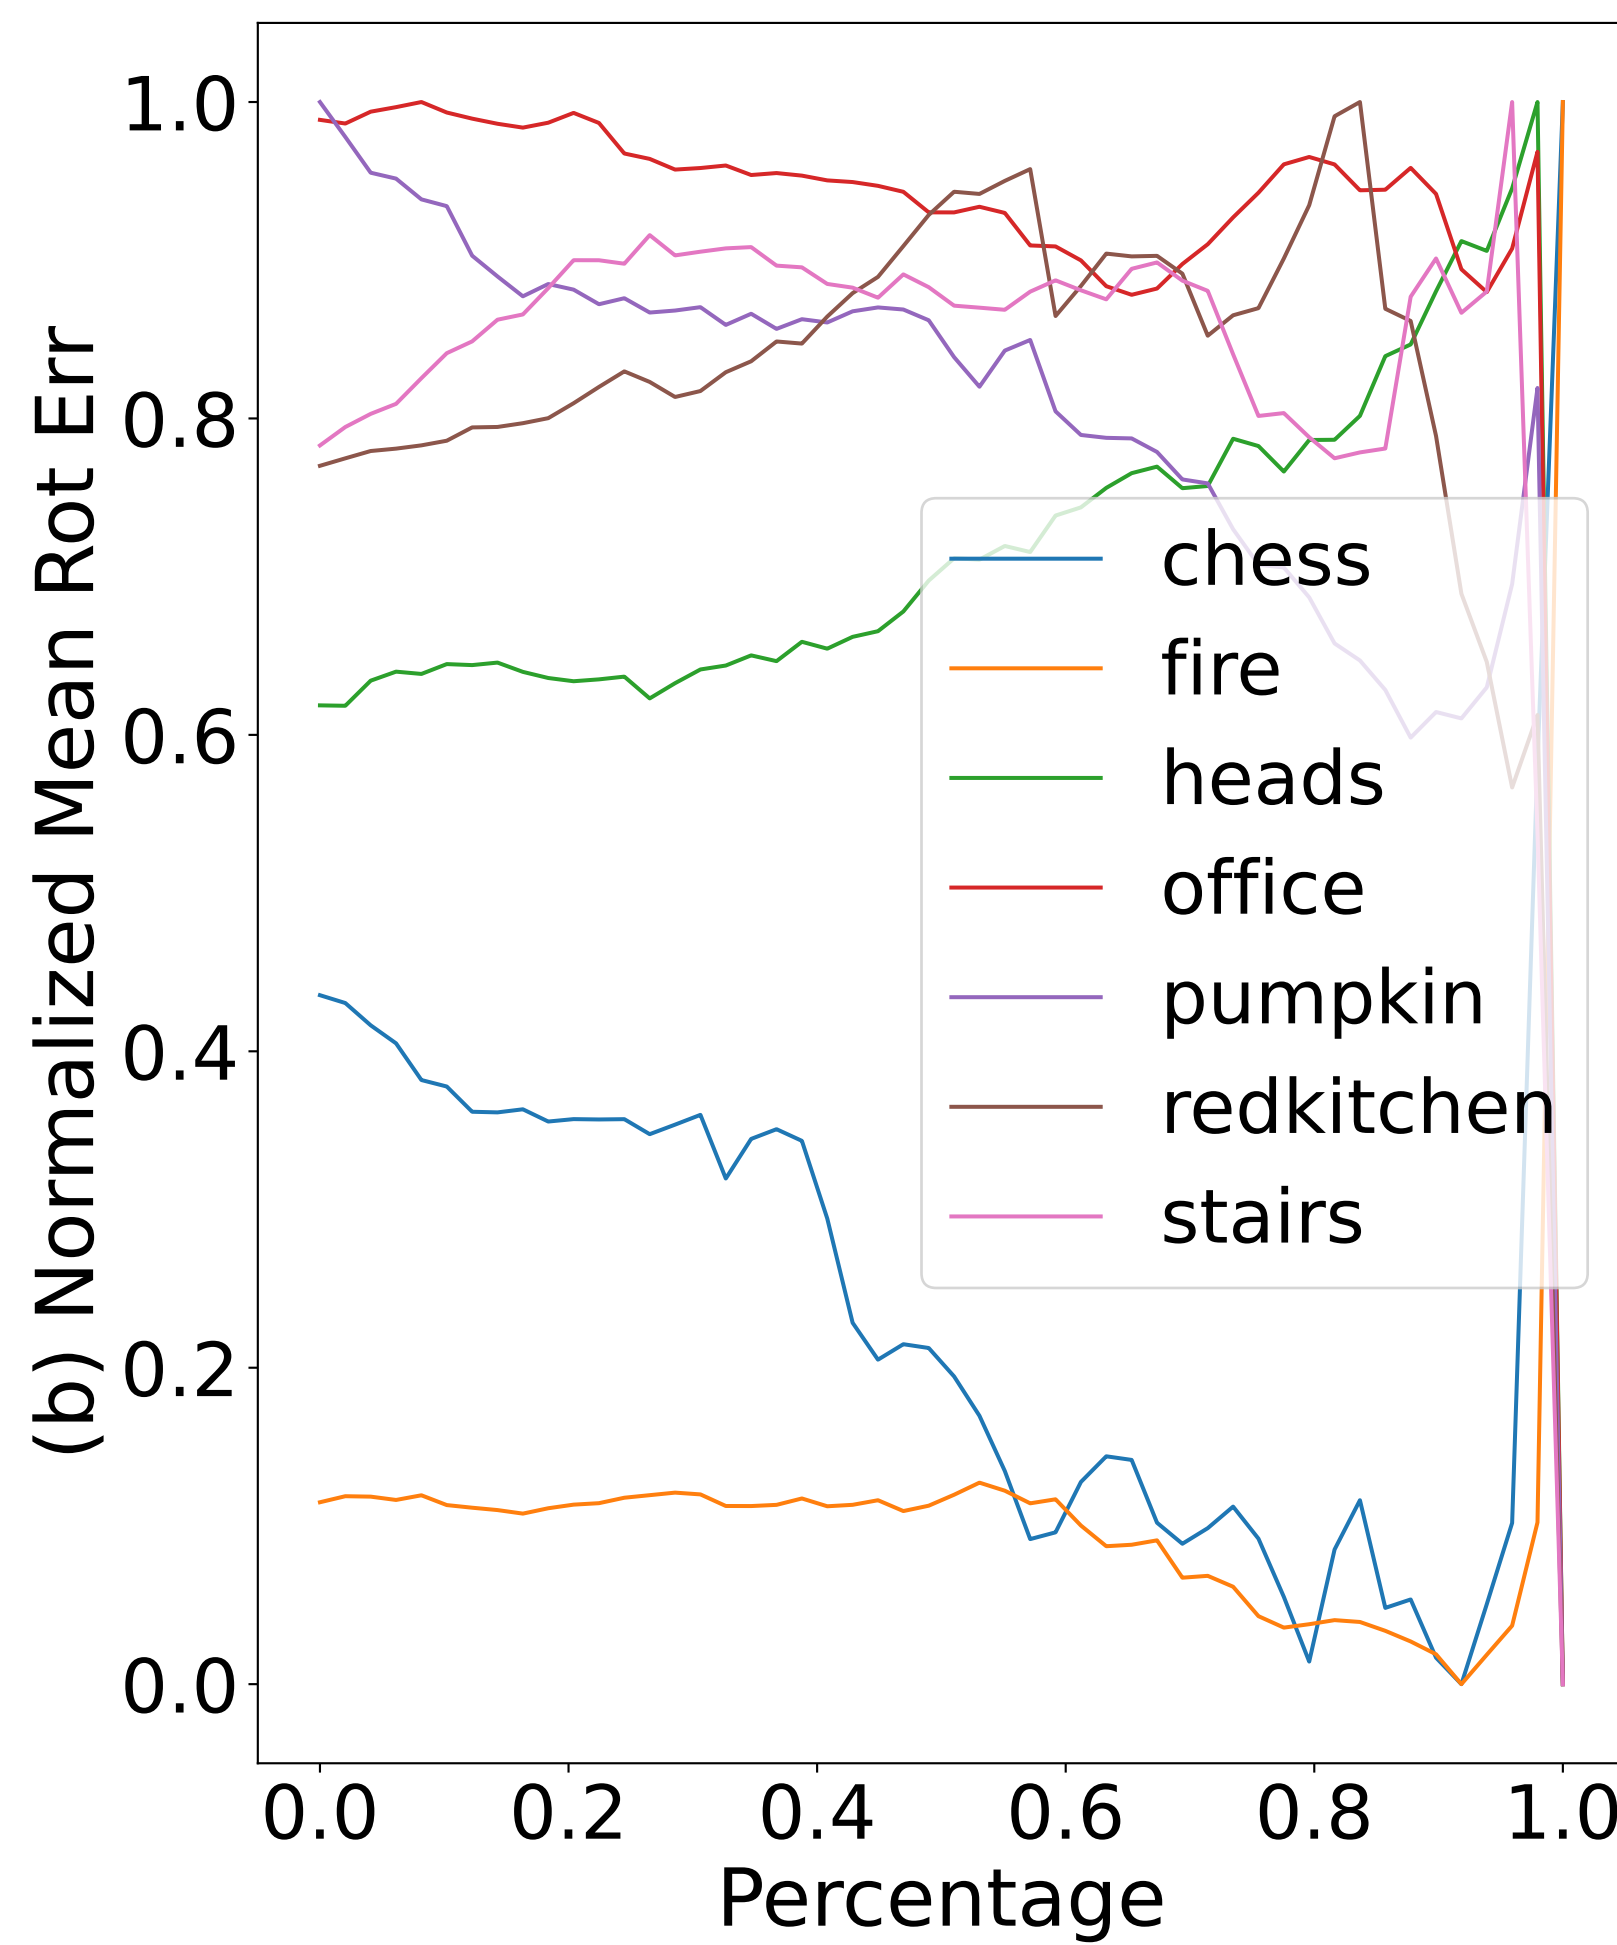 (b) Normalized Mean Rot Err
1.0
0.8
0.6
0.4
0.2
0.0
chess
fire
heads
office
pumpkin
redkitchen
stairs
0.0 0.2 0.4 0.6 0.8 1.0
Percentage